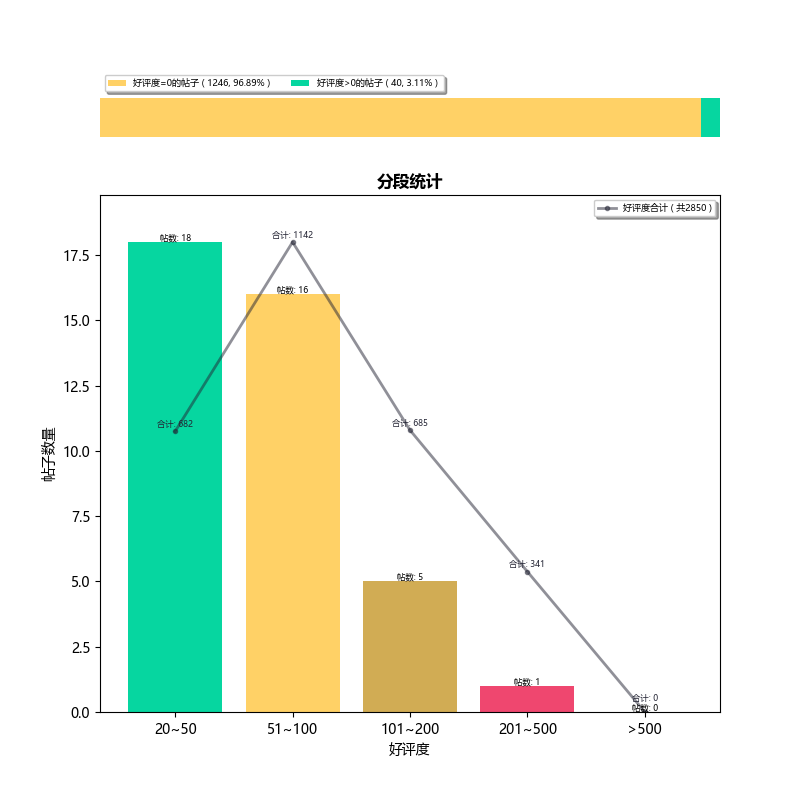 好评度=0的帖子 ( 1246, 96.89% )
好评度>0的帖子 ( 40, 3.11% )
分段统计
好评度合计 ( 共2850 )
合计: 1142
帖数: 18
帖数: 16
合计: 682
合计: 685
合计: 341
帖数: 5
帖数: 1
合计: 0
帖数: 0
帖子数量
17.5
15.0
12.5
10.0
7.5
5.0
2.5
0.0
20~50
51~100
101~200
201~500
>500
好评度